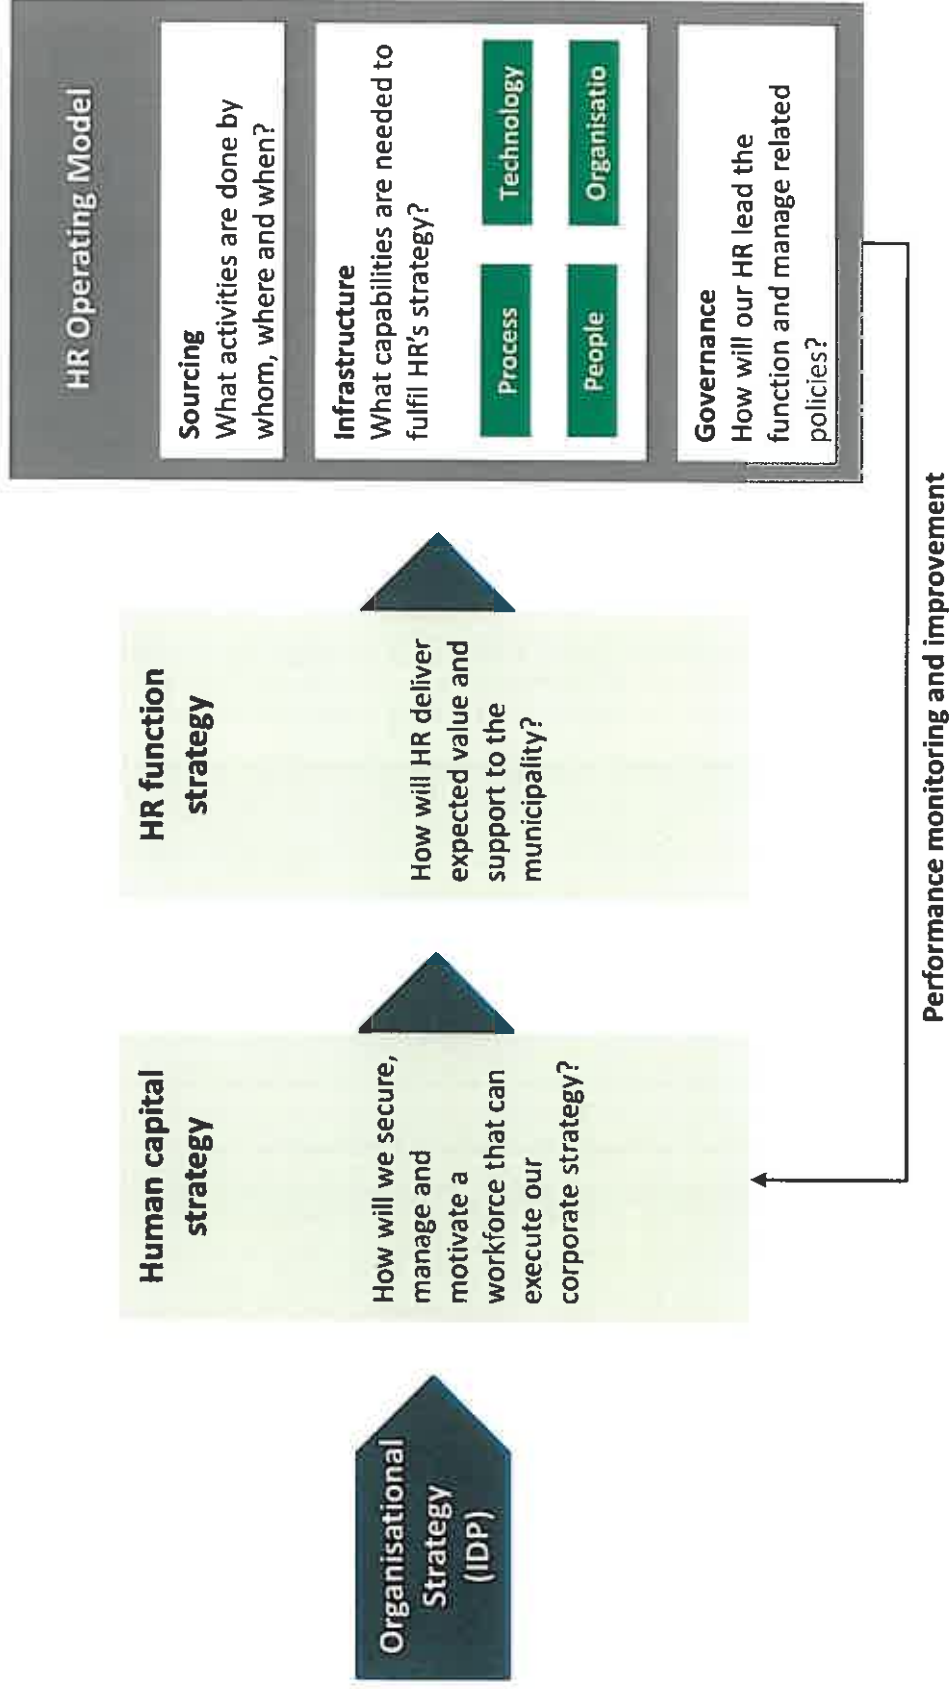 Organisational
Strategy
(IDP)
Human capital
strategy
How will we secure,
manage and
motivate a
workforce that can
execute our
corporate strategy?
HR function
strategy
How will HR deliver
expected value and
support to the
municipality?
HR Operating Model
Sourcing
What activities are done by
whom, where and when?
Infrastructure
What capabilities are needed to
fulfil HR's strategy?
Process
Technology
People
Organisatio
Governance
How will our HR lead the
function and manage related
policies?
Performance monitoring and improvement